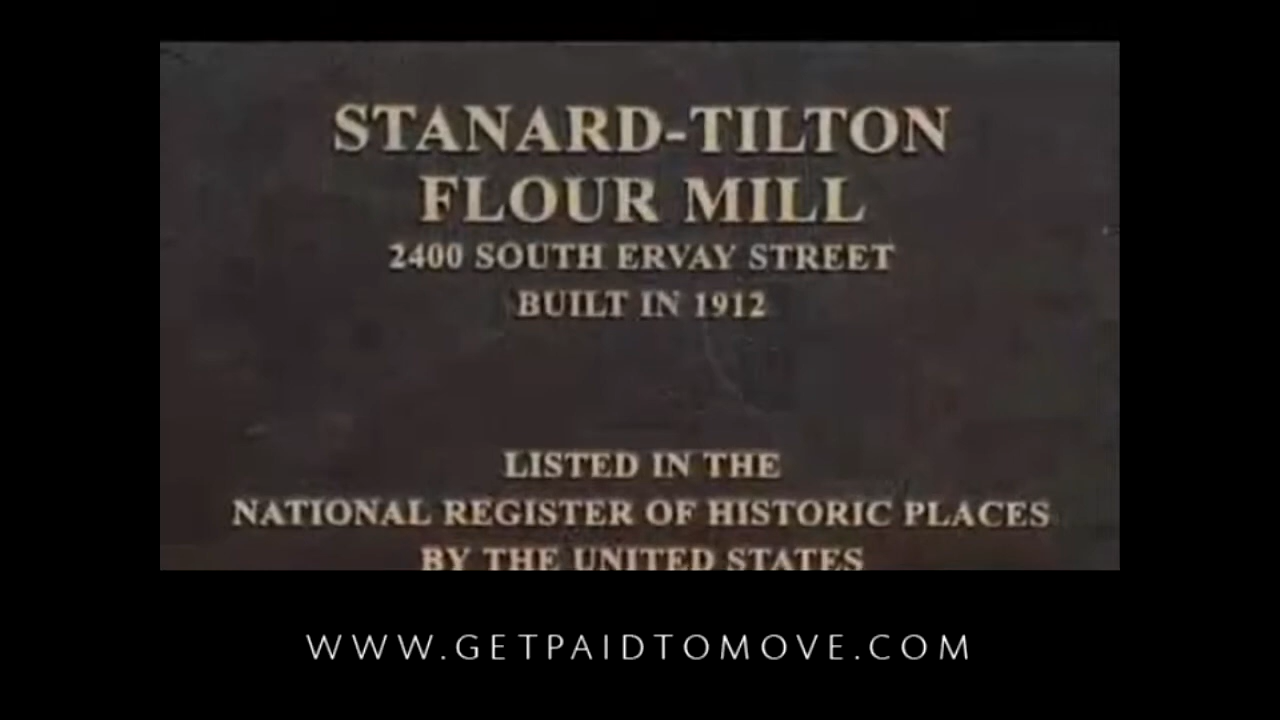 STANARD-TILTON
FLOUR MILL
2400 SOUTH ERVAY STREET
BUILT IN 1912
LISTED IN THE
NATIONAL REGISTER OF HISTORIC PLACES
BY THE UNITED STATES
WWW.GETPAIDTOMOVE.COM